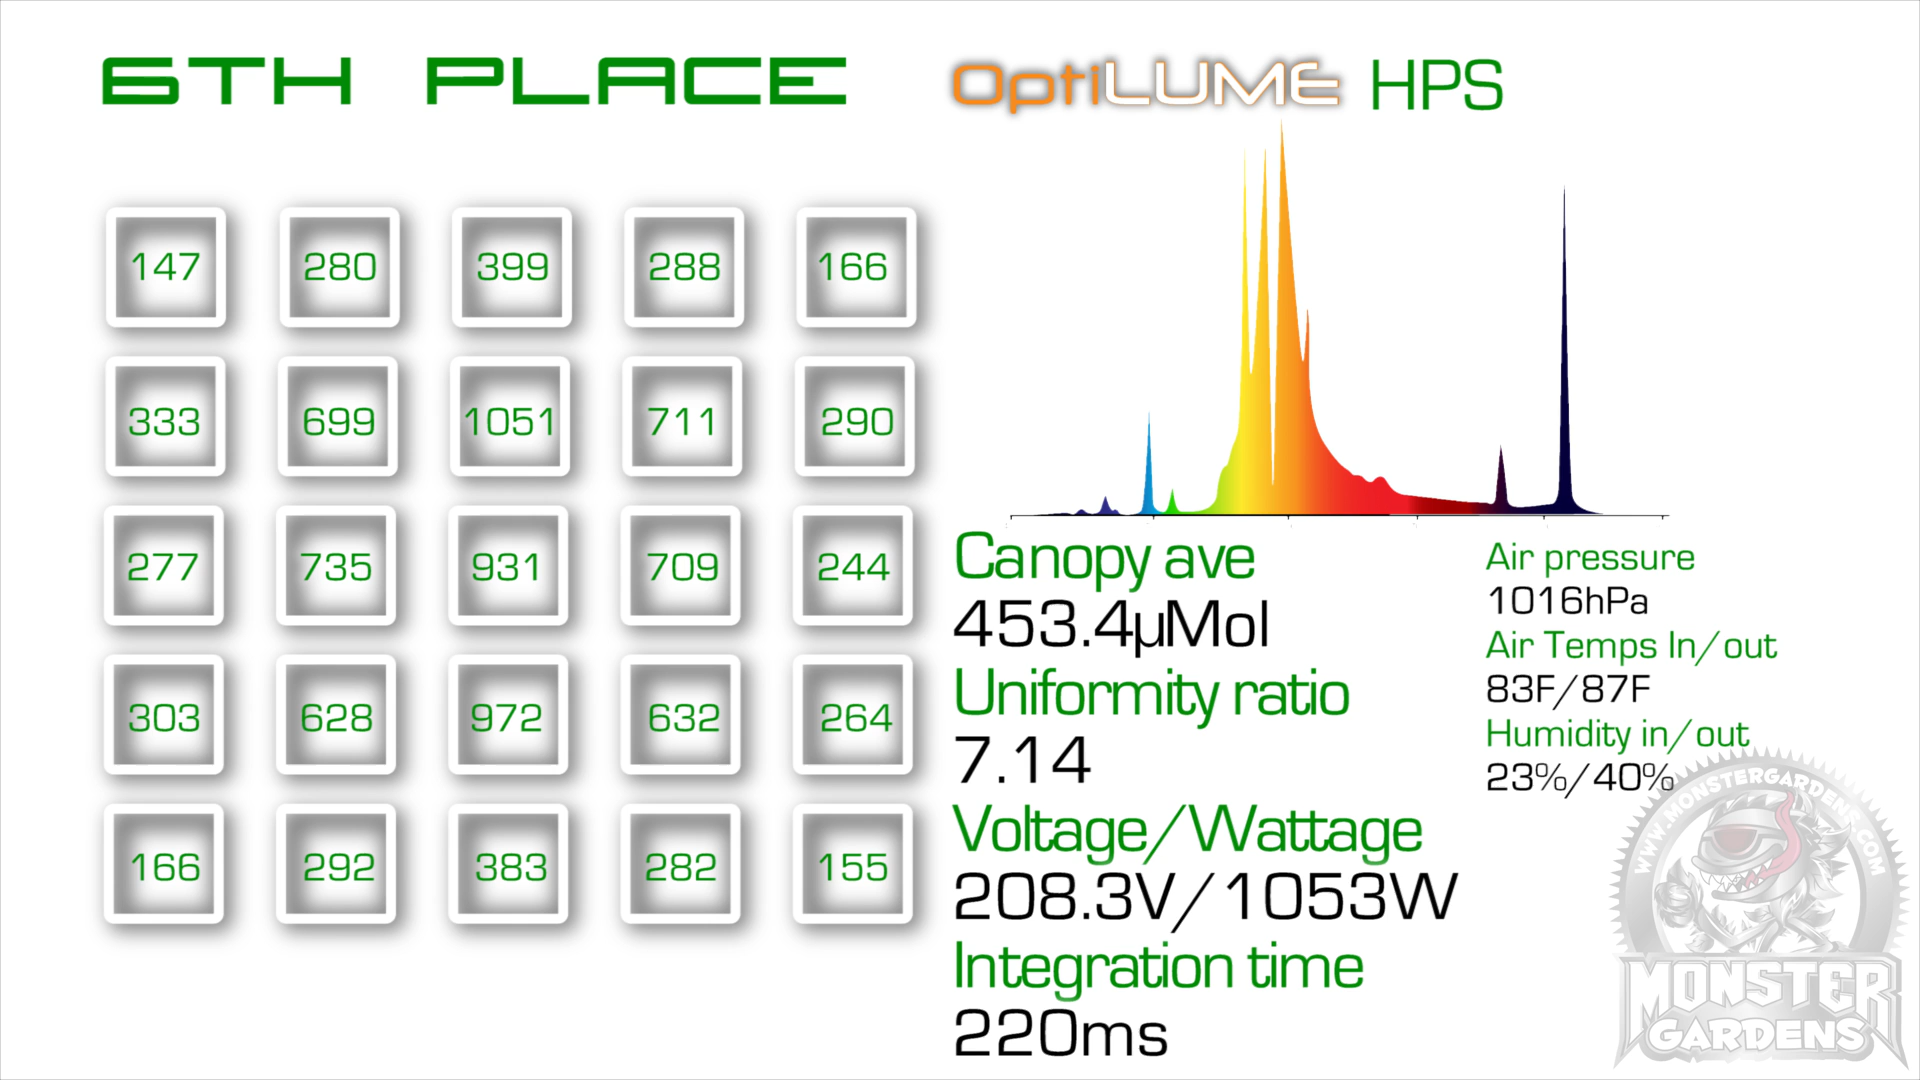 6TH PLACE
OptiLUME HPS
147 280 399 288 166
333 699 1051 711 290
277 735 931 709 244
303 628 972 632 264
166 292 383 282 155
Canopy ave
453.4µMol
Uniformity ratio
7.14
Voltage/Wattage
208.3V/1053W
Integration time
220ms
Air pressure
1016hPa
Air Temps In/out
83F/87F
Humidity in/out
23%/40%
WWW.MONSTERGARDENS.COM
MONSTER
GARDENS